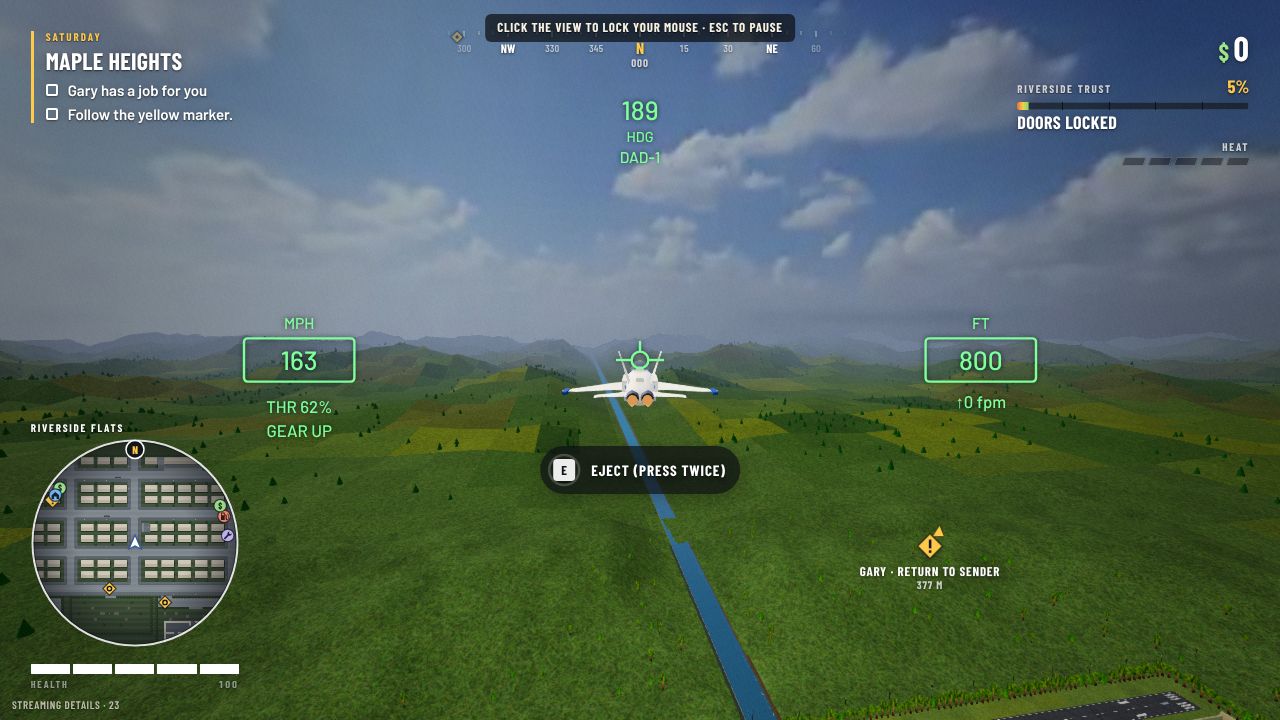 CLICK THE VIEW TO LOCK YOUR MOUSE · ESC TO PAUSE
300 NW 330 345 N 15 30 NE 60
000
SATURDAY
MAPLE HEIGHTS
Gary has a job for you
Follow the yellow marker.
$ 0
RIVERSIDE TRUST 5%
DOORS LOCKED
HEAT
189
HDG
DAD-1
MPH
163
THR 62%
GEAR UP
FT
800
↑0 fpm
E EJECT (PRESS TWICE)
GARY · RETURN TO SENDER
377 M
RIVERSIDE FLATS
N
HEALTH 100
STREAMING DETAILS · 23